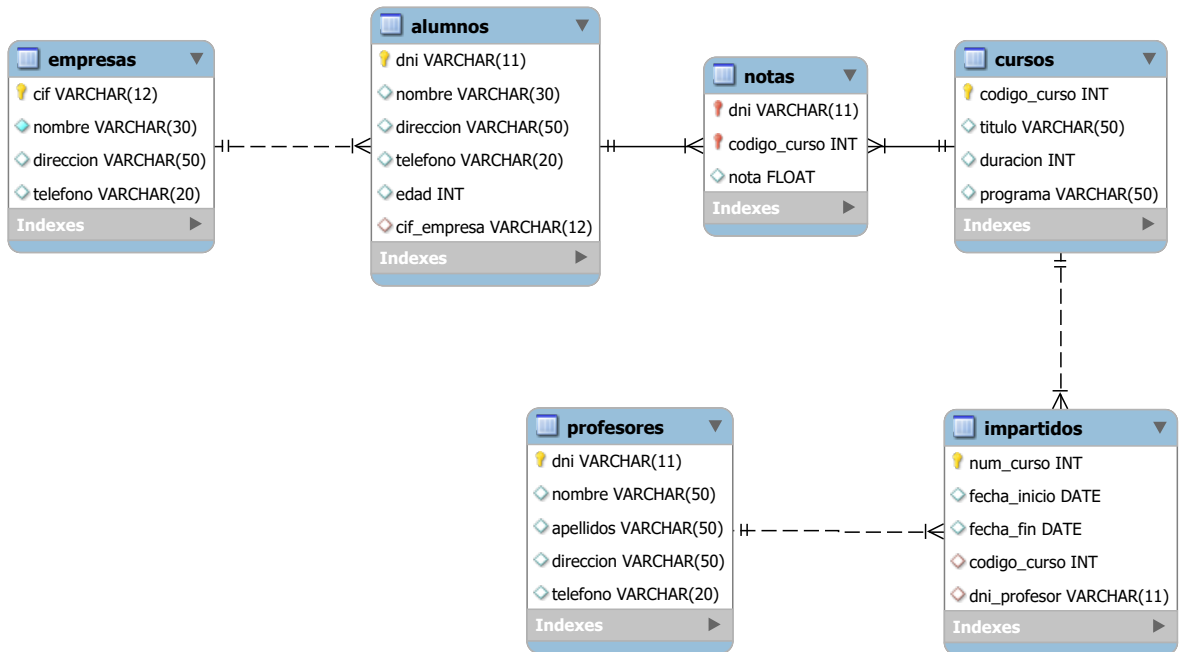 empresas
cif VARCHAR(12)
nombre VARCHAR(30)
direccion VARCHAR(50)
telefono VARCHAR(20)
Indexes
alumnos
dni VARCHAR(11)
nombre VARCHAR(30)
direccion VARCHAR(50)
telefono VARCHAR(20)
edad INT
cif_empresa VARCHAR(12)
Indexes
notas
dni VARCHAR(11)
codigo_curso INT
nota FLOAT
Indexes
cursos
codigo_curso INT
titulo VARCHAR(50)
duracion INT
programa VARCHAR(50)
Indexes
profesores
dni VARCHAR(11)
nombre VARCHAR(50)
apellidos VARCHAR(50)
direccion VARCHAR(50)
telefono VARCHAR(20)
Indexes
impartidos
num_curso INT
fecha_inicio DATE
fecha_fin DATE
codigo_curso INT
dni_profesor VARCHAR(11)
Indexes